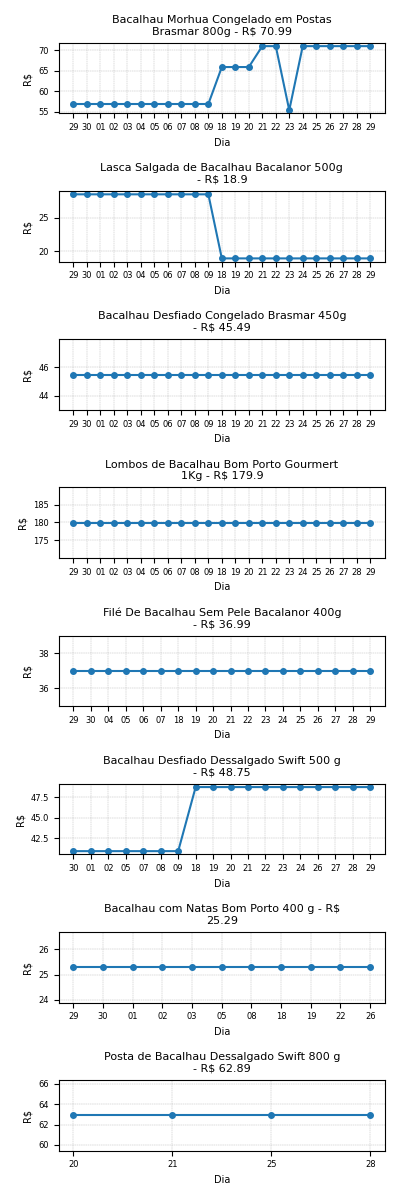 Bacalhau Morhua Congelado em Postas
Brasmar 800g - R$ 70.99
70
65
60
55
R$
29 30 01 02 03 04 05 06 07 08 09 18 19 20 21 22 23 24 25 26 27 28 29
Dia
Lasca Salgada de Bacalhau Bacalanor 500g
- R$ 18.9
25
20
R$
29 30 01 02 03 04 05 06 07 08 09 18 19 20 21 22 23 24 25 26 27 28 29
Dia
Bacalhau Desfiado Congelado Brasmar 450g
- R$ 45.49
46
44
R$
29 30 01 02 03 04 05 06 07 08 09 18 19 20 21 22 23 24 25 26 27 28 29
Dia
Lombos de Bacalhau Bom Porto Gourmert
1Kg - R$ 179.9
185
180
175
R$
29 30 01 02 03 04 05 06 07 08 09 18 19 20 21 22 23 24 25 26 27 28 29
Dia
Filé De Bacalhau Sem Pele Bacalanor 400g
- R$ 36.99
38
36
R$
29 30 04 05 06 07 18 19 20 21 22 23 24 25 26 27 28 29
Dia
Bacalhau Desfiado Dessalgado Swift 500 g
- R$ 48.75
47.5
45.0
42.5
R$
30 01 02 05 07 08 09 18 19 20 21 22 23 24 25 26 27 28 29
Dia
Bacalhau com Natas Bom Porto 400 g - R$
25.29
26
25
24
R$
29 30 01 02 03 05 08 18 19 22 26
Dia
Posta de Bacalhau Dessalgado Swift 800 g
- R$ 62.89
66
64
62
60
R$
20 21 25 28
Dia